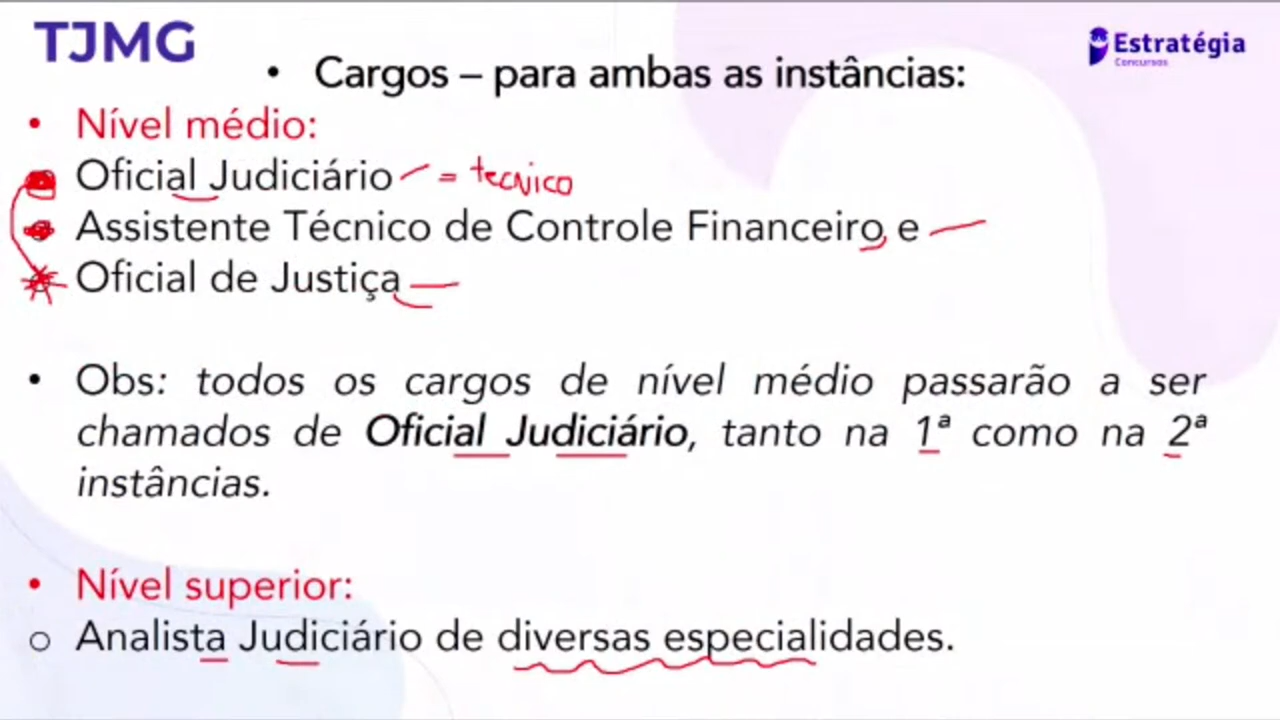 TJMG
Estratégia
Concursos
• Cargos – para ambas as instâncias:
• Nível médio:
Oficial Judiciário = tecnico
Assistente Técnico de Controle Financeiro, e
Oficial de Justiça
• Obs: todos os cargos de nível médio passarão a ser
chamados de Oficial Judiciário, tanto na 1ª como na 2ª
instâncias.
• Nível superior:
o Analista Judiciário de diversas especialidades.